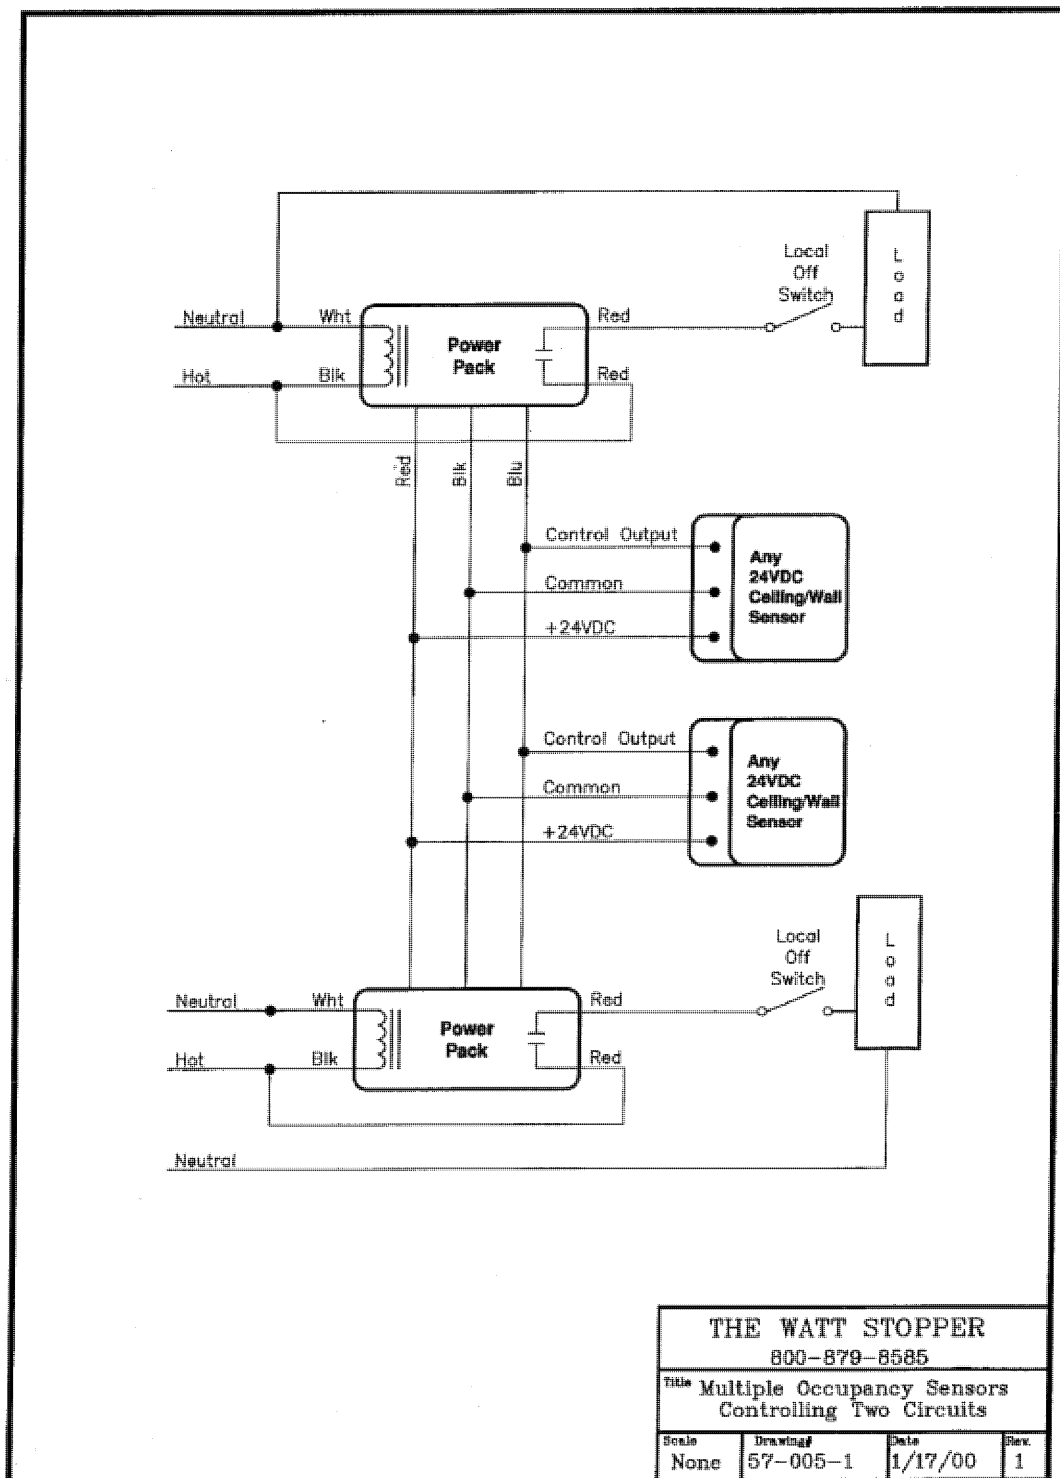 Local
Off
Switch
Load
Neutral
Wht
Red
Power
Pack
Hot
Blk
Red
Red
Blk
Blu
Control Output
Common
+24VDC
Any
24VDC
Ceiling/Wall
Sensor
Control Output
Common
+24VDC
Any
24VDC
Ceiling/Wall
Sensor
Local
Off
Switch
Load
Neutral
Wht
Red
Power
Pack
Hot
Blk
Red
Neutral
THE WATT STOPPER
800-879-8585
Title Multiple Occupancy Sensors
Controlling Two Circuits
Scale Drawing# Date Rev.
None 57-005-1 1/17/00 1